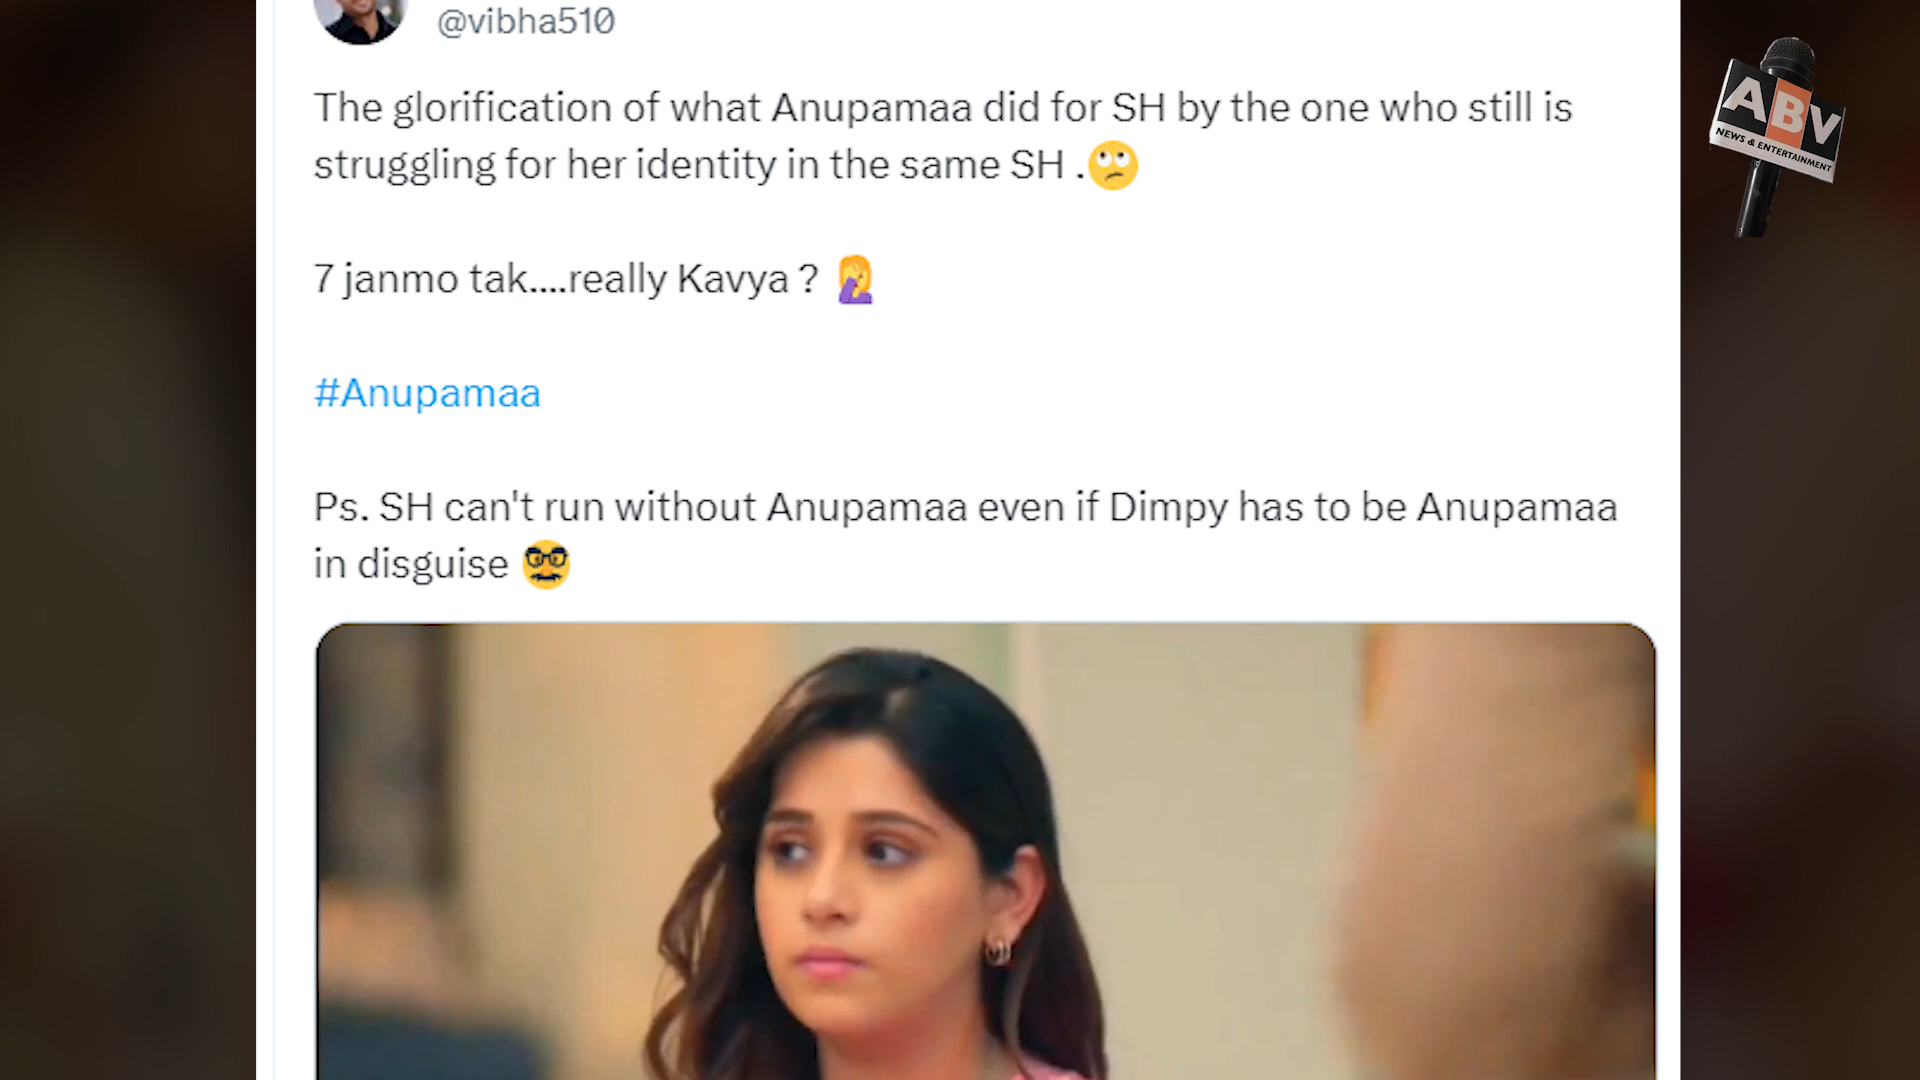 @vibha510
The glorification of what Anupamaa did for SH by the one who still is
struggling for her identity in the same SH .🙄
7 janmo tak....really Kavya ? 🤦‍♀️
#Anupamaa
Ps. SH can't run without Anupamaa even if Dimpy has to be Anupamaa
in disguise 🥸
ABV
NEWS & ENTERTAINMENT